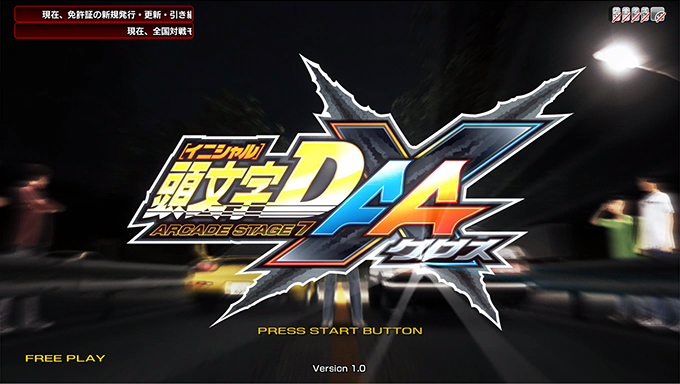 現在、免許証の新規発行・更新・引き継
現在、全国対戦モ
[イニシャル]
頭文字D
ARCADE STAGE 7
AA X
クロス
PRESS START BUTTON
FREE PLAY
Version 1.0